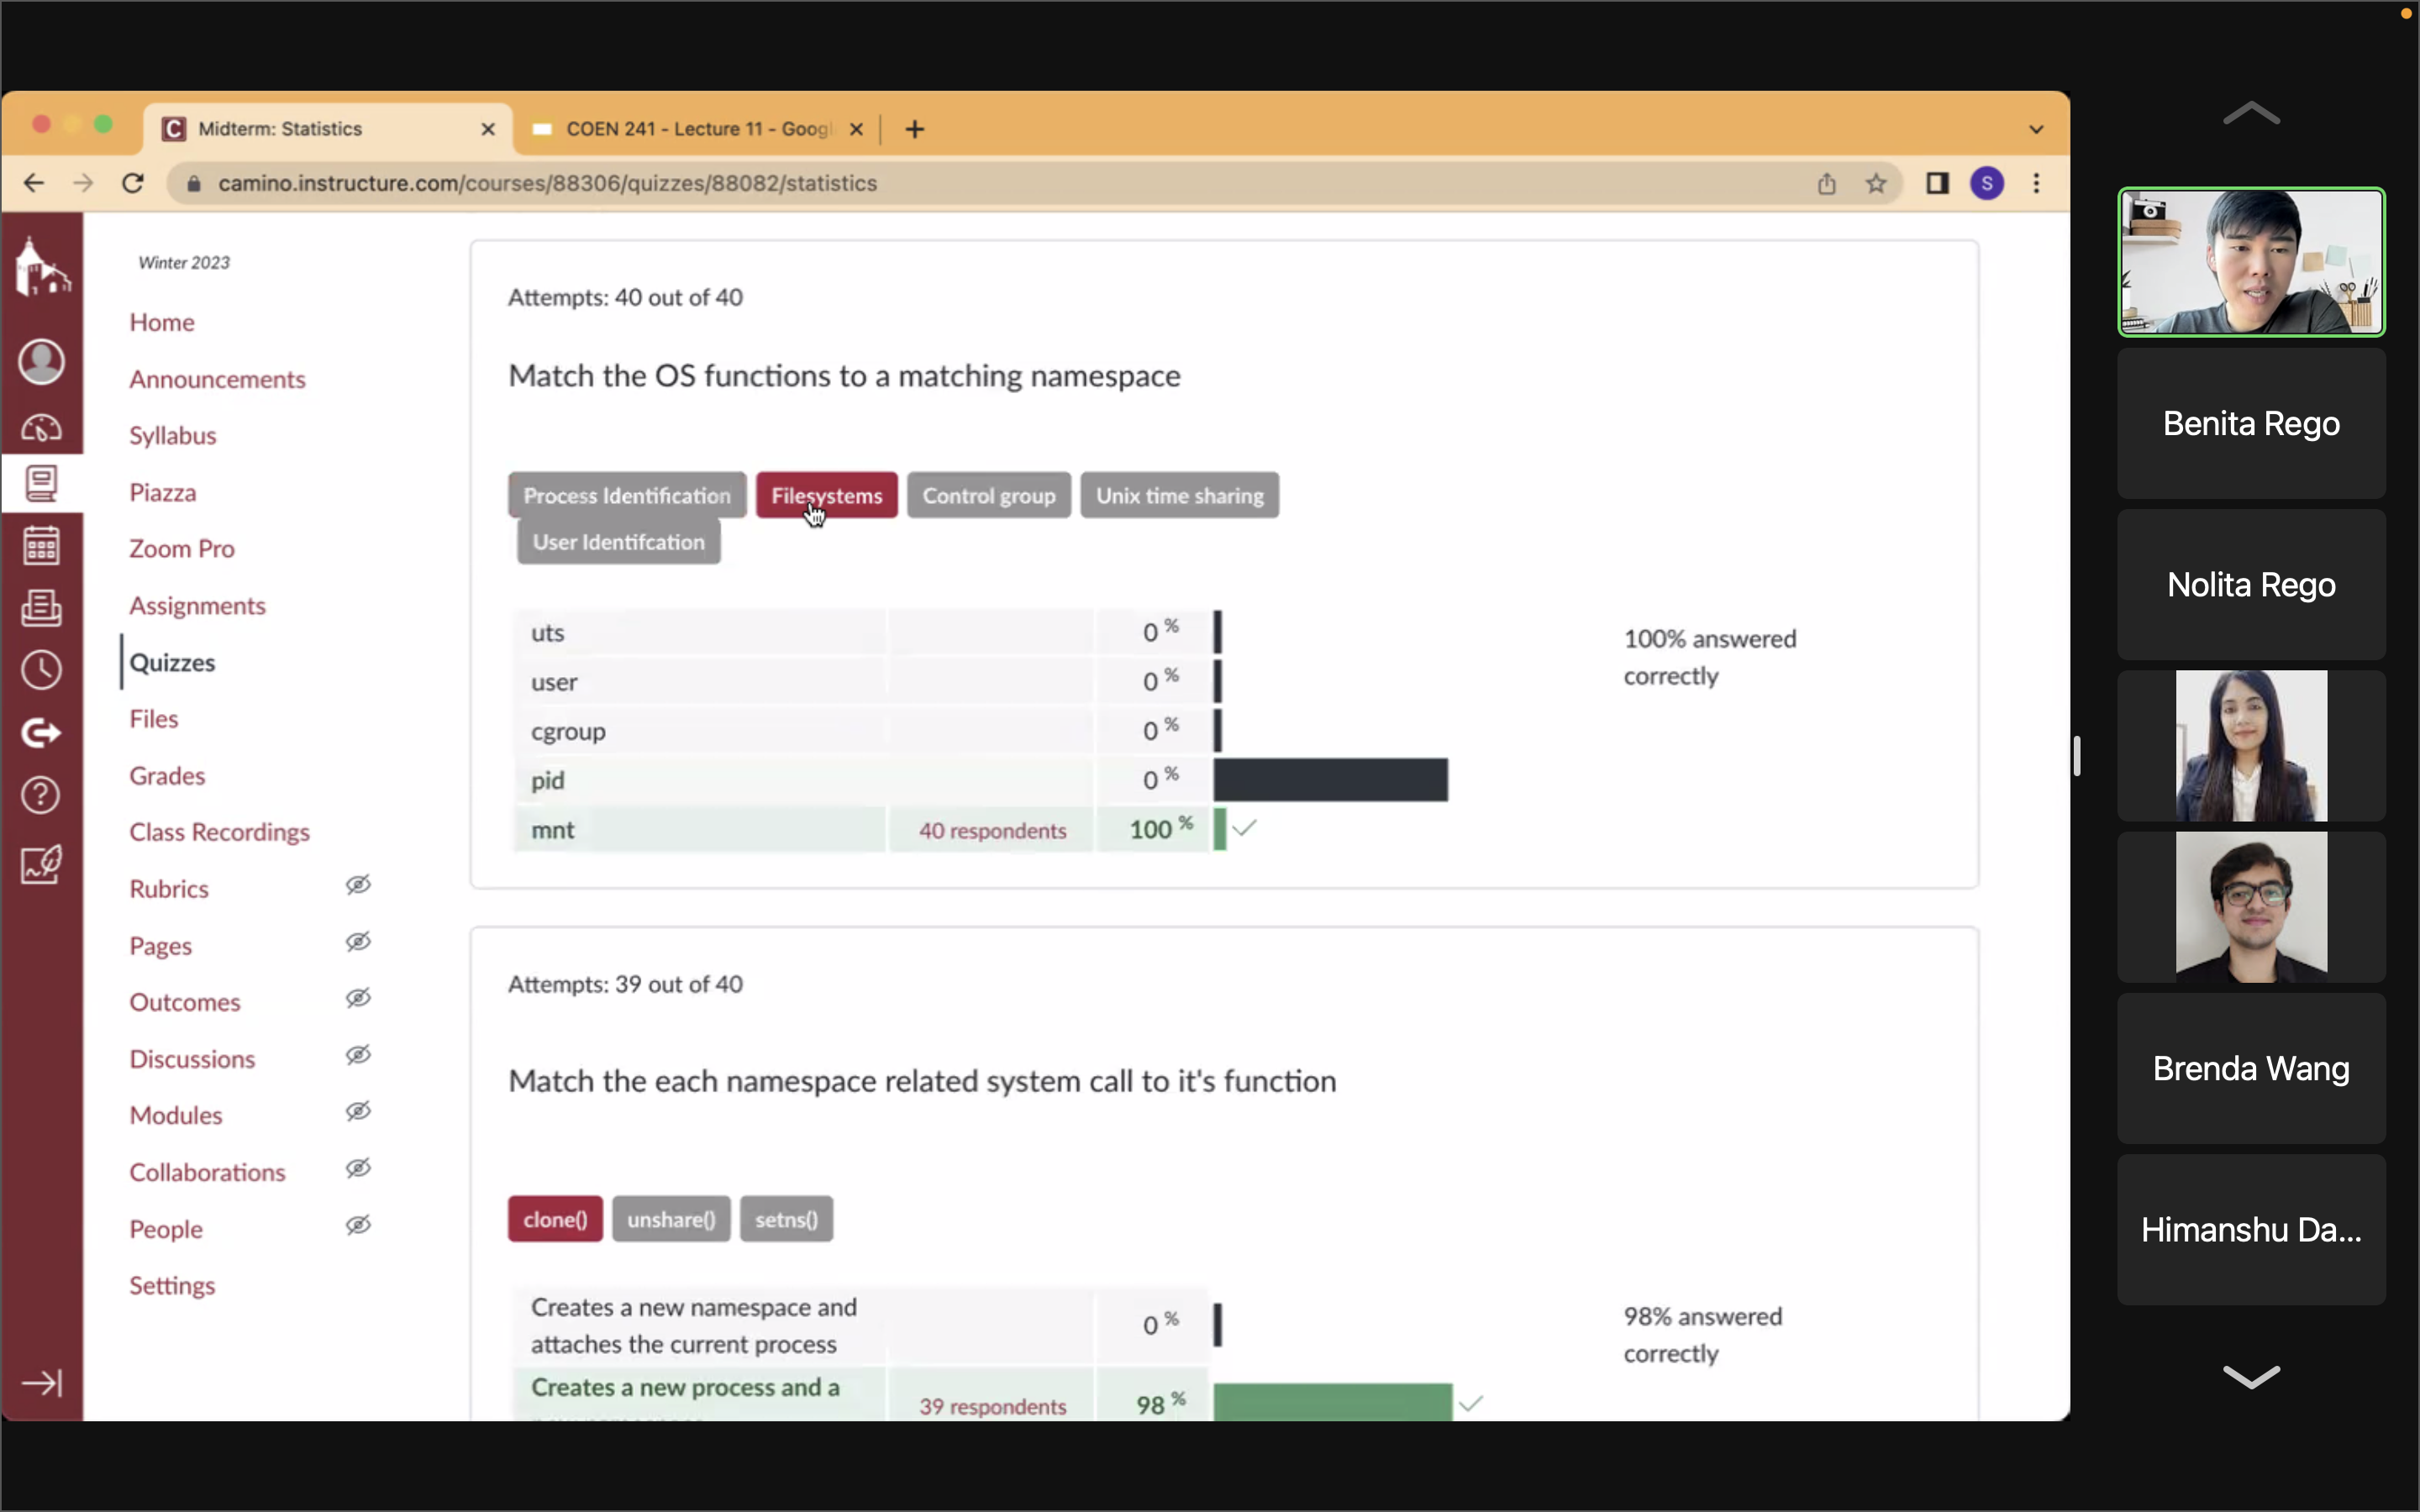 Midterm: Statistics
COEN 241 - Lecture 11 - Googl
camino.instructure.com/courses/88306/quizzes/88082/statistics
S
Winter 2023
Home
Announcements
Syllabus
Piazza
Zoom Pro
Assignments
Quizzes
Files
Grades
Class Recordings
Rubrics
Pages
Outcomes
Discussions
Modules
Collaborations
People
Settings
Attempts: 40 out of 40
Match the OS functions to a matching namespace
Process Identification Filesystems Control group Unix time sharing
User Identifcation
uts 0 %
user 0 %
cgroup 0 %
pid 0 %
mnt 40 respondents 100 %
100% answered
correctly
Attempts: 39 out of 40
Match the each namespace related system call to it's function
clone() unshare() setns()
Creates a new namespace and
attaches the current process
0 %
Creates a new process and a
39 respondents 98 %
98% answered
correctly
Benita Rego
Nolita Rego
Brenda Wang
Himanshu Da...